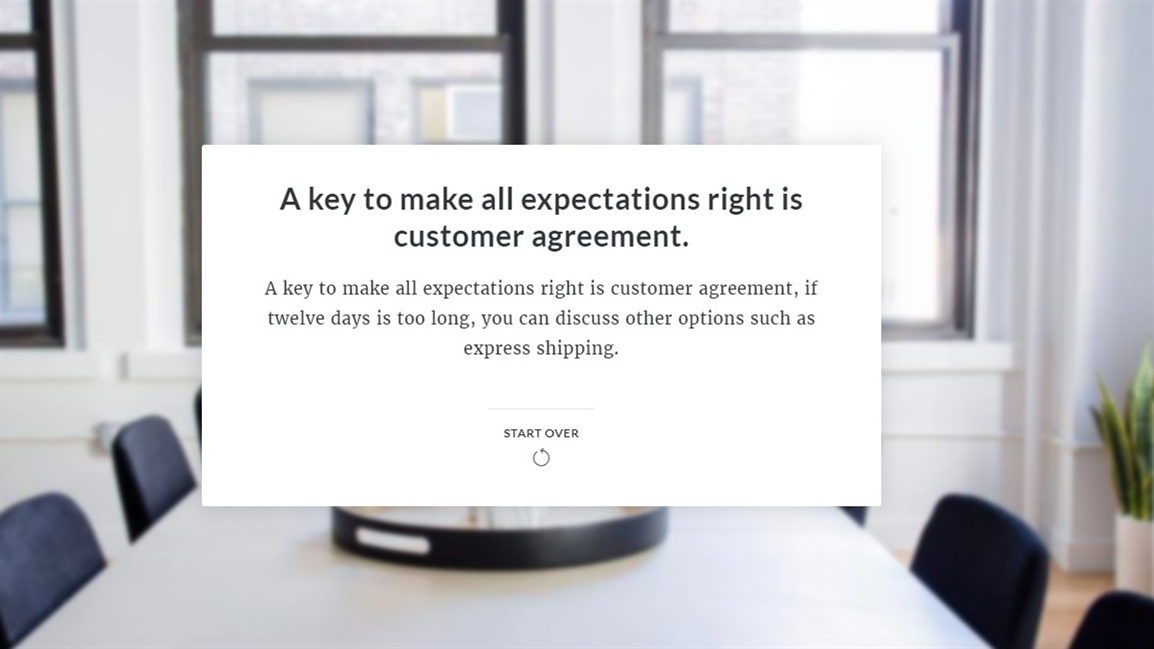 A key to make all expectations right is
customer agreement.
A key to make all expectations right is customer agreement, if
twelve days is too long, you can discuss other options such as
express shipping.
START OVER